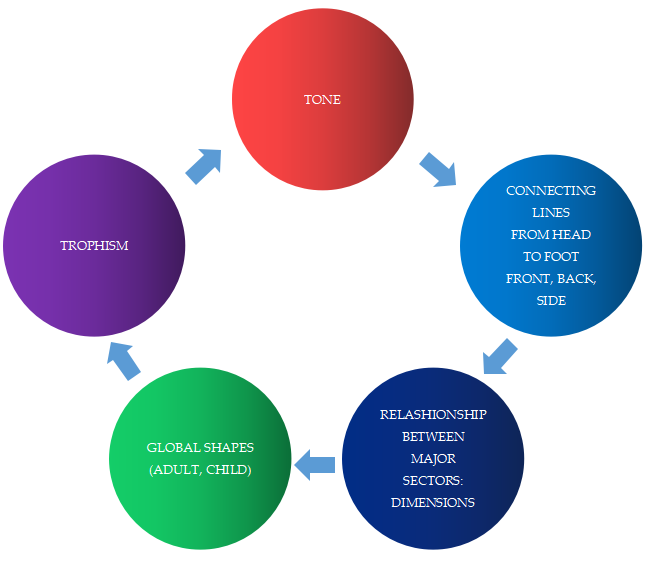 TONE
CONNECTING
LINES
FROM HEAD
TO FOOT
FRONT, BACK,
SIDE
RELASHIONSHIP
BETWEEN
MAJOR
SECTORS:
DIMENSIONS
GLOBAL SHAPES
(ADULT, CHILD)
TROPHISM